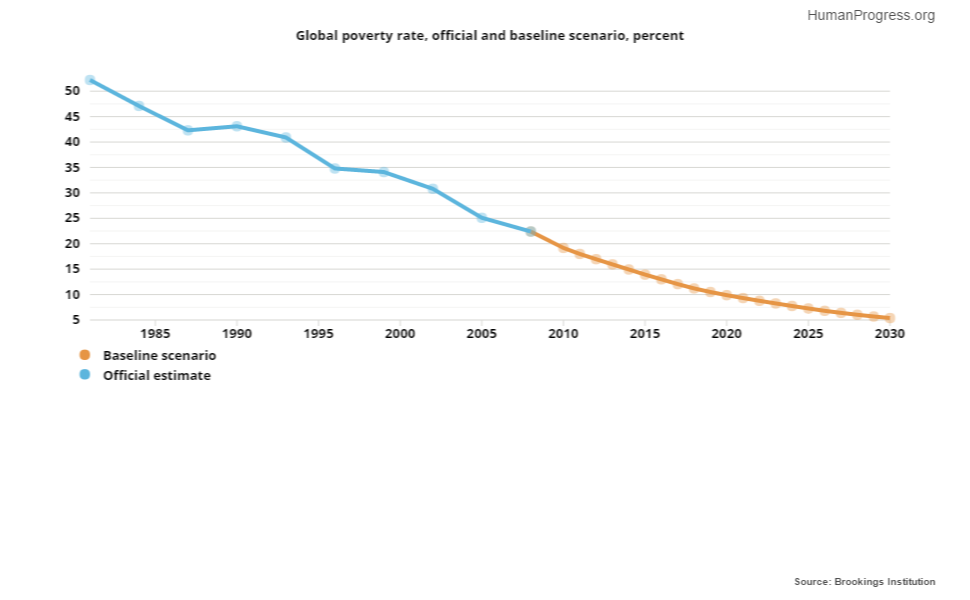 HumanProgress.org
Global poverty rate, official and baseline scenario, percent
50
45
40
35
30
25
20
15
10
5
1985 1990 1995 2000 2005 2010 2015 2020 2025 2030
Baseline scenario
Official estimate
Source: Brookings Institution